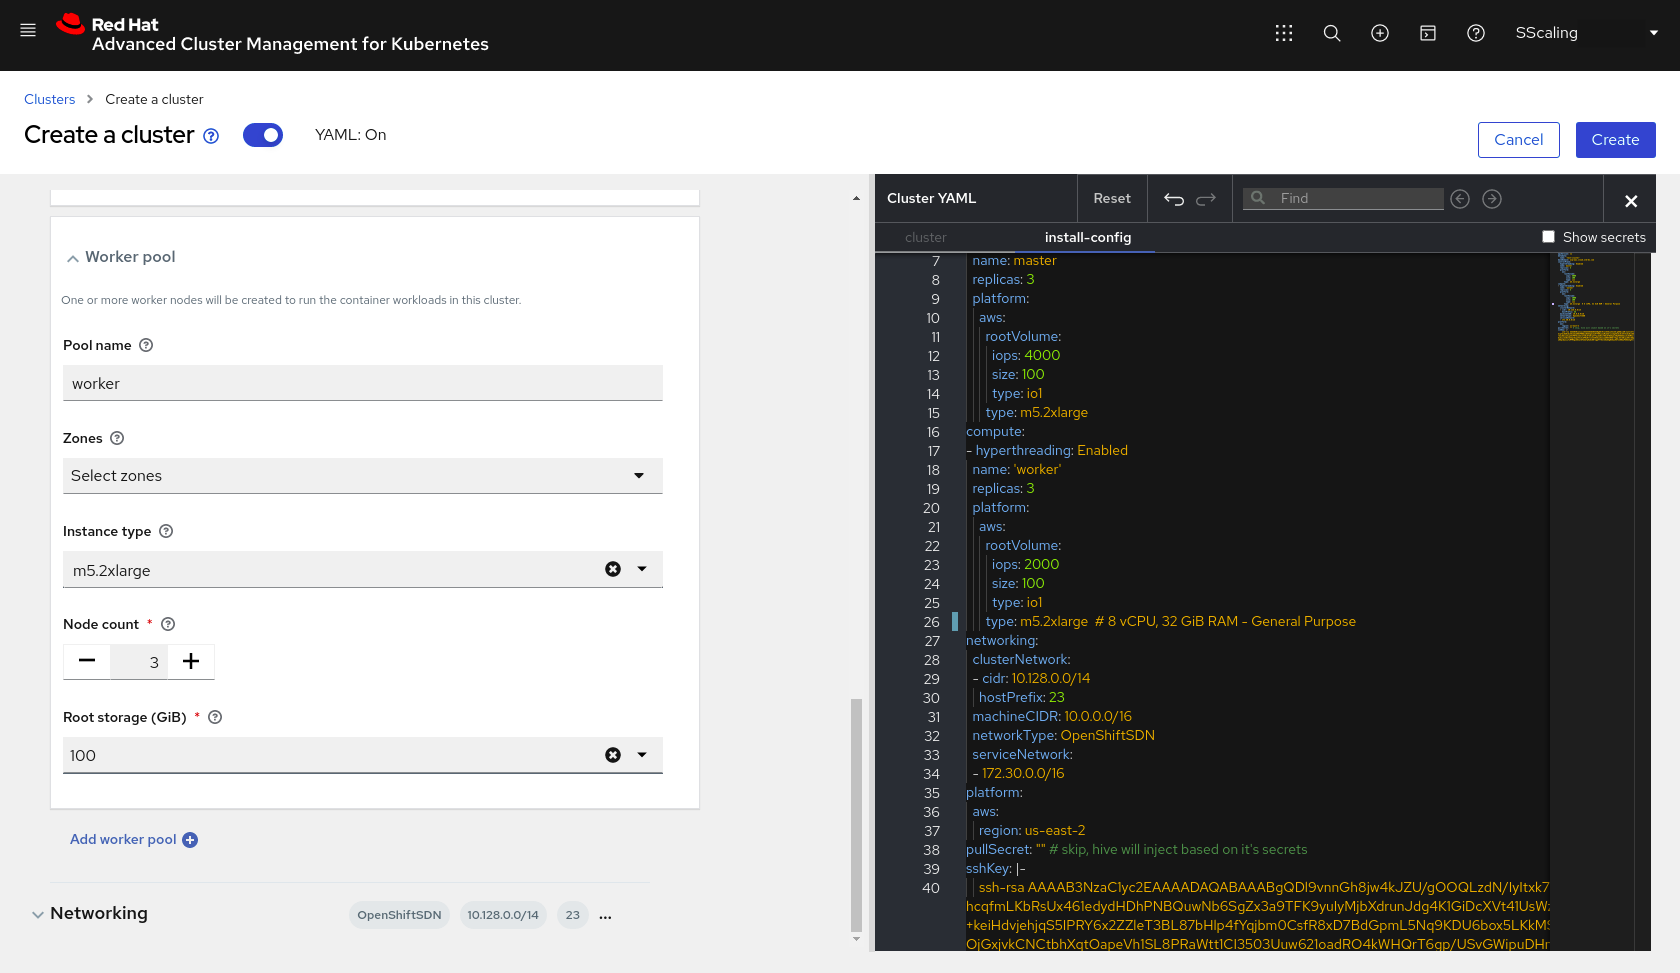 Red Hat
Advanced Cluster Management for Kubernetes
SScaling
Clusters > Create a cluster
Create a cluster
YAML: On
Cancel
Create
Worker pool
One or more worker nodes will be created to run the container workloads in this cluster.
Pool name
worker
Zones
Select zones
Instance type
m5.2xlarge
Node count *
3
Root storage (GiB) *
100
Add worker pool
Networking
OpenShiftSDN
10.128.0.0/14
23
...
Cluster YAML
Reset
Find
cluster
install-config
Show secrets
7 name: master
8 replicas: 3
9 platform:
10 aws:
11 rootVolume:
12 iops: 4000
13 size: 100
14 type: io1
15 type: m5.2xlarge
16 compute:
17 - hyperthreading: Enabled
18 name: 'worker'
19 replicas: 3
20 platform:
21 aws:
22 rootVolume:
23 iops: 2000
24 size: 100
25 type: io1
26 type: m5.2xlarge # 8 vCPU, 32 GiB RAM - General Purpose
27 networking:
28 clusterNetwork:
29 - cidr: 10.128.0.0/14
30 hostPrefix: 23
31 machineCIDR: 10.0.0.0/16
32 networkType: OpenShiftSDN
33 serviceNetwork:
34 - 172.30.0.0/16
35 platform:
36 aws:
37 region: us-east-2
38 pullSecret: "" # skip, hive will inject based on it's secrets
39 sshKey: |-
40 ssh-rsa